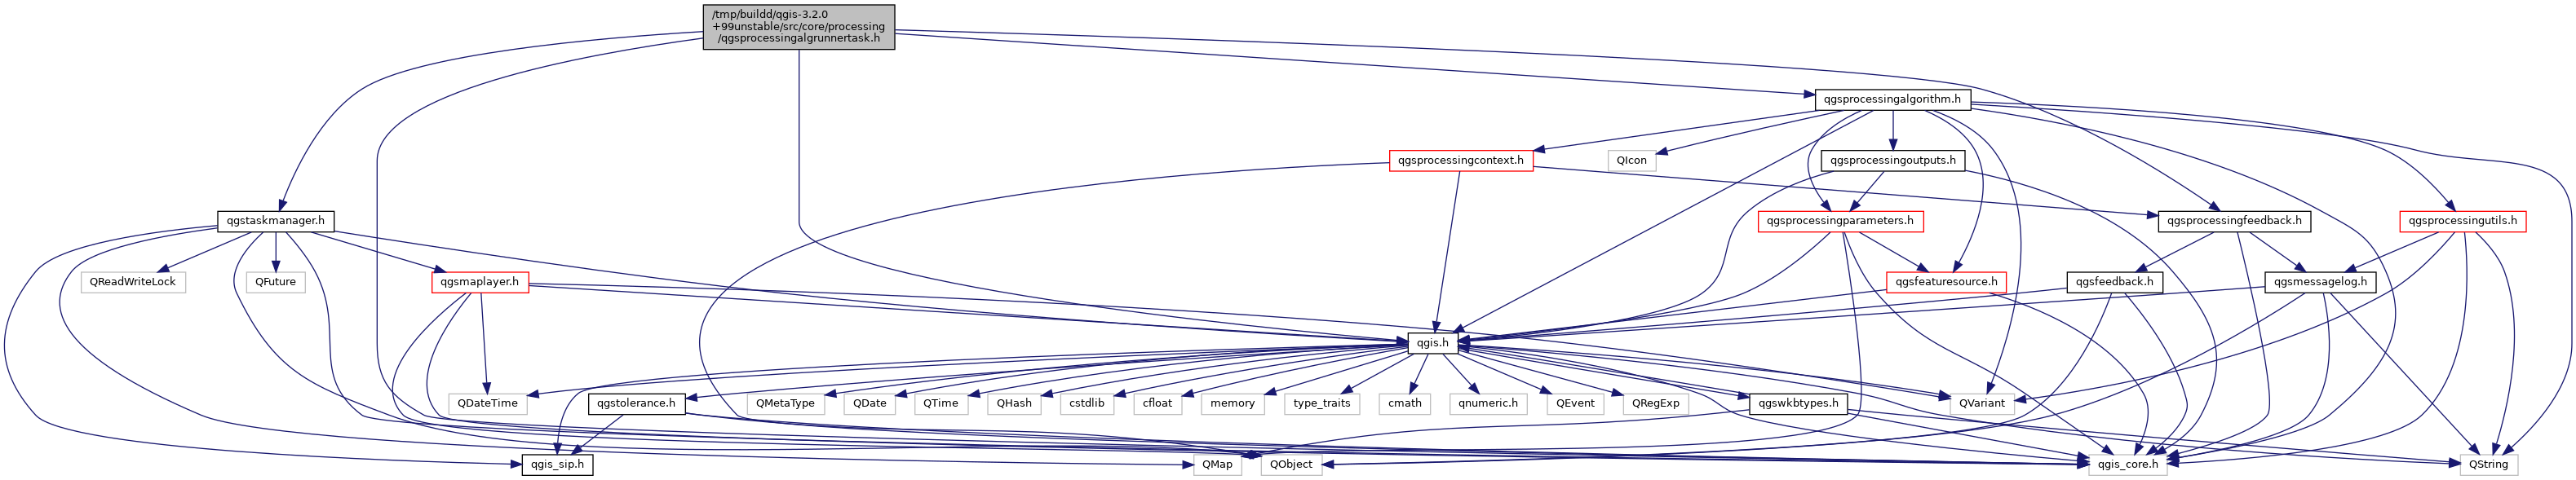 /tmp/buildd/qgis-3.2.0
+99unstable/src/core/processing
/qgsprocessingalgrunnertask.h
qgsprocessingalgorithm.h
qgsprocessingcontext.h
QIcon
qgsprocessingoutputs.h
qgstaskmanager.h
qgsprocessingparameters.h
qgsprocessingfeedback.h
qgsprocessingutils.h
QReadWriteLock
QFuture
qgsmaplayer.h
qgsfeaturesource.h
qgsfeedback.h
qgsmessagelog.h
qgis.h
QDateTime
qgstolerance.h
QMetaType
QDate
QTime
QHash
cstdlib
cfloat
memory
type_traits
cmath
qnumeric.h
QEvent
QRegExp
qgswkbtypes.h
QVariant
qgis_sip.h
QMap
QObject
qgis_core.h
QString